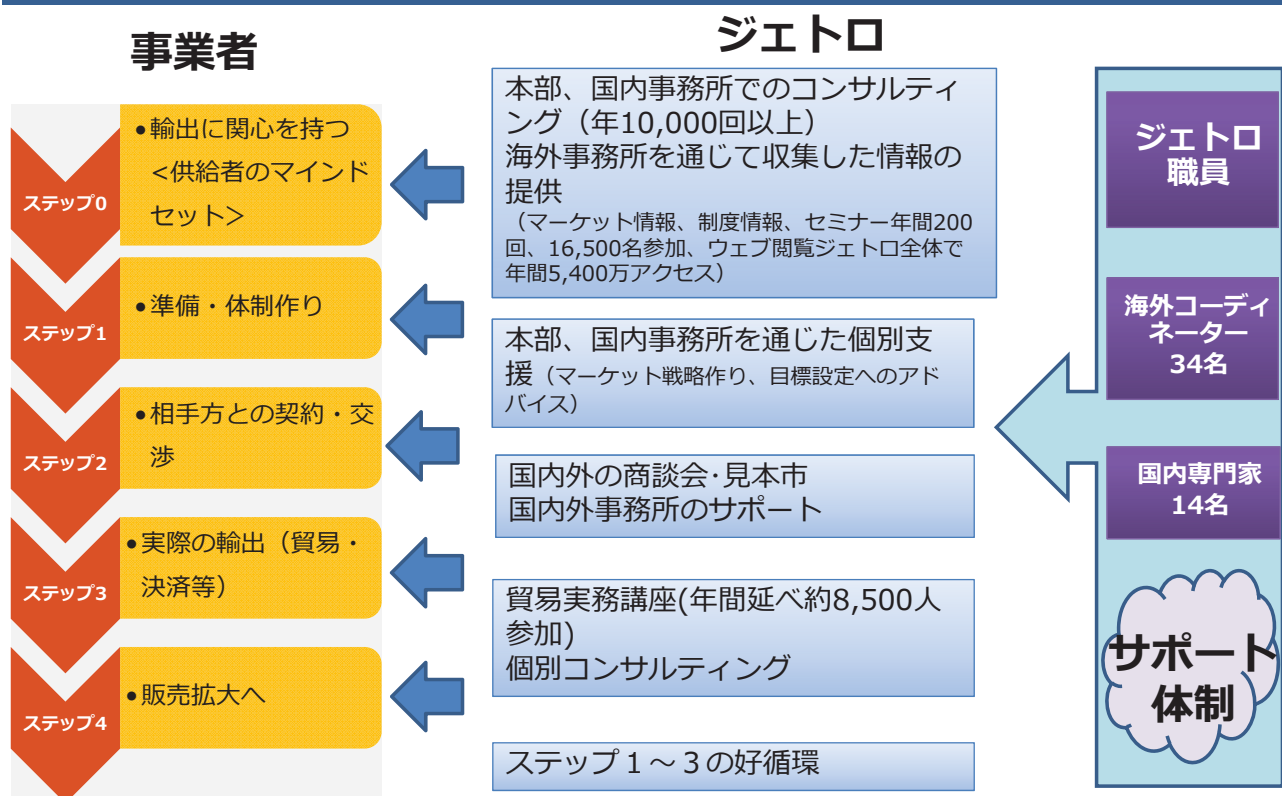 事業者
ジェトロ
ステップ0
•輸出に関心を持つ
<供給者のマインド
セット>
ステップ1
•準備・体制作り
ステップ2
•相手方との契約・交
渉
ステップ3
•実際の輸出（貿易・
決済等）
ステップ4
•販売拡大へ
本部、国内事務所でのコンサルティ
ング（年10,000回以上）
海外事務所を通じて収集した情報の
提供
（マーケット情報、制度情報、セミナー年間200
回、16,500名参加、ウェブ閲覧ジェトロ全体で
年間5,400万アクセス）
本部、国内事務所を通じた個別支
援（マーケット戦略作り、目標設定へのアド
バイス）
国内外の商談会･見本市
国内外事務所のサポート
貿易実務講座(年間延べ約8,500人
参加)
個別コンサルティング
ステップ１～３の好循環
ジェトロ
職員
海外コーディ
ネーター
34名
国内専門家
14名
サポート
体制